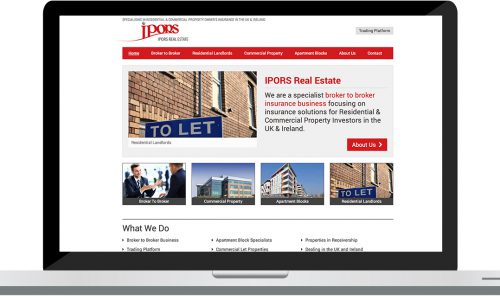 SPECIALISING IN RESIDENTIAL & COMMERCIAL PROPERTY OWNERS INSURANCE IN THE UK & IRELAND
ipors
IPORS REAL ESTATE
Trading Platform
Home Broker to Broker Residential Landlords Commercial Property Apartment Blocks About Us Contact
TO LET
Residential Landlords
IPORS Real Estate
We are a specialist broker to broker
insurance business focusing on
insurance solutions for Residential &
Commercial Property Investors in the
UK & Ireland.
About Us
Broker To Broker
Commercial Property
Apartment Blocks
TO LET
Residential Landlords
What We Do
Broker to Broker Business Apartment Block Specialists Properties in Receivership
Trading Platform Commercial Let Properties Dealing in the UK and Ireland